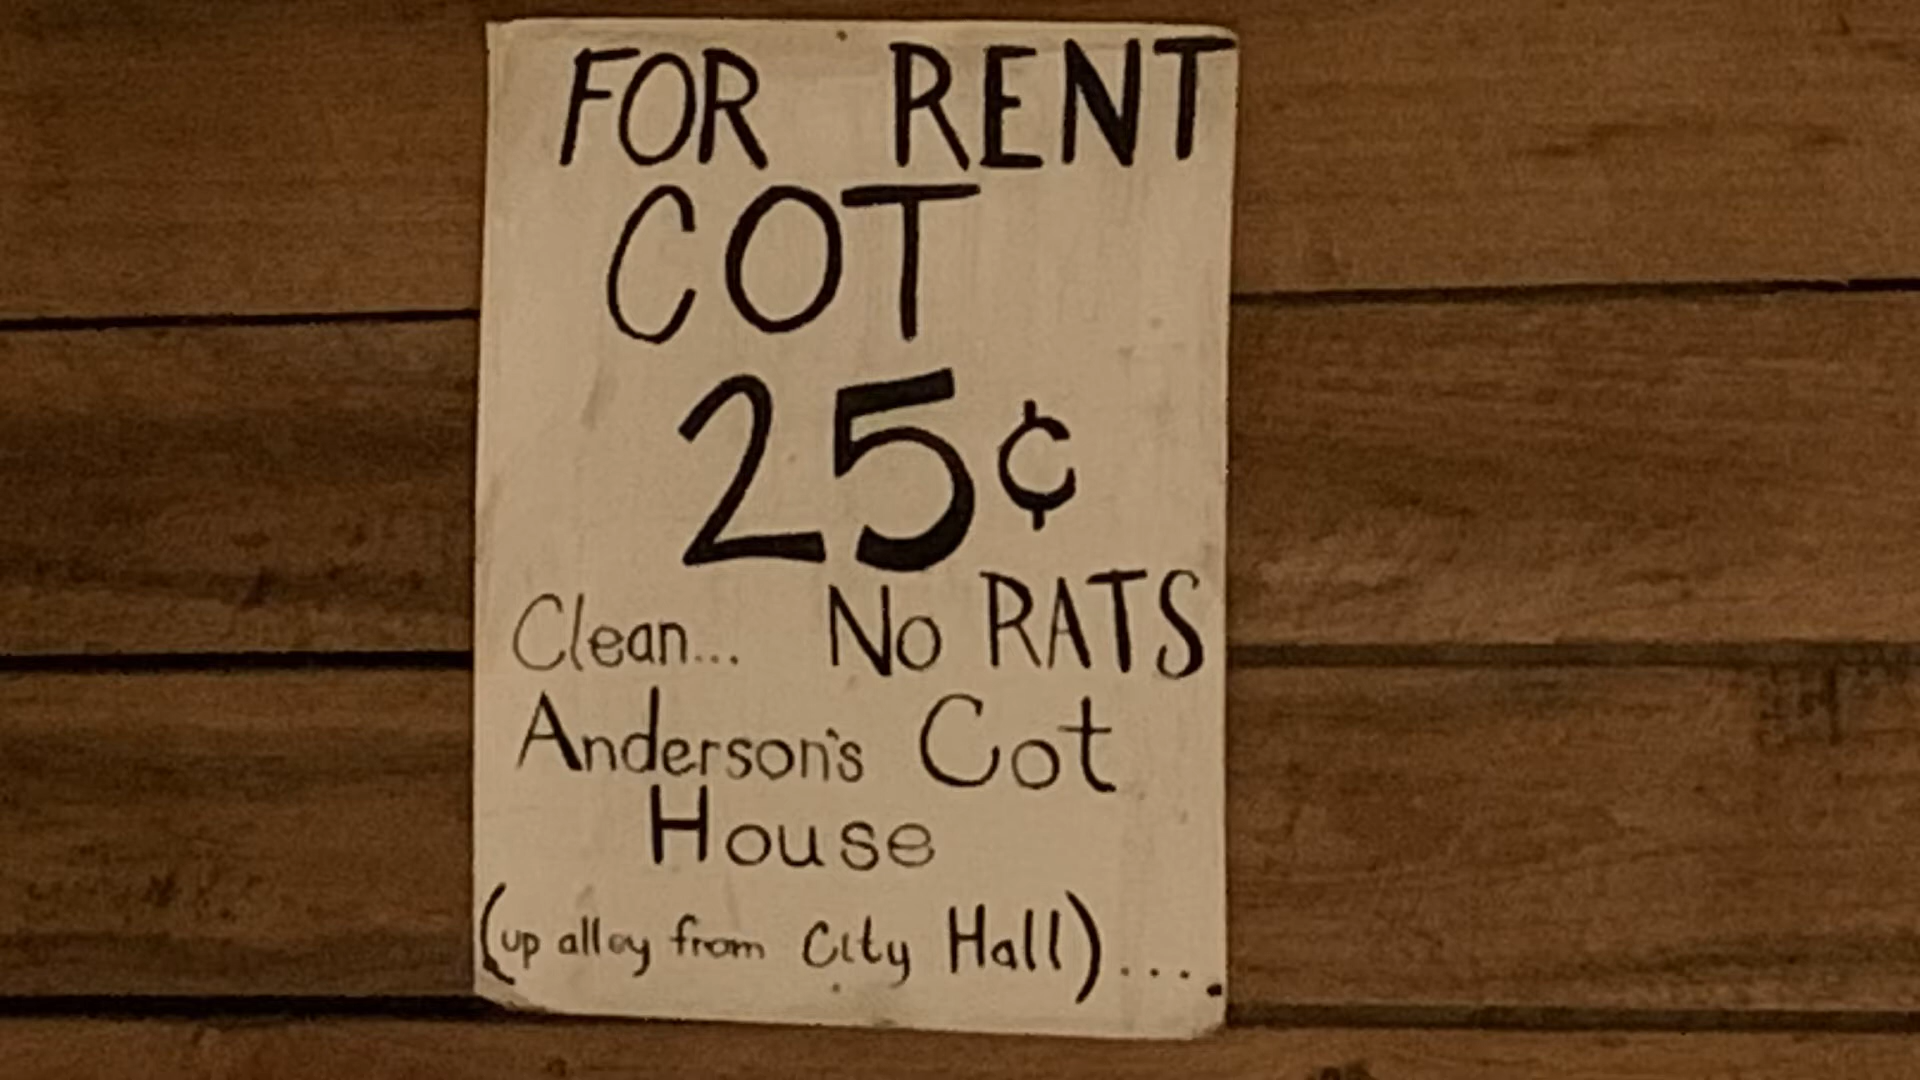 FOR RENT
COT
25¢
Clean... No RATS
Anderson's Cot
House
(up alley from City Hall)....